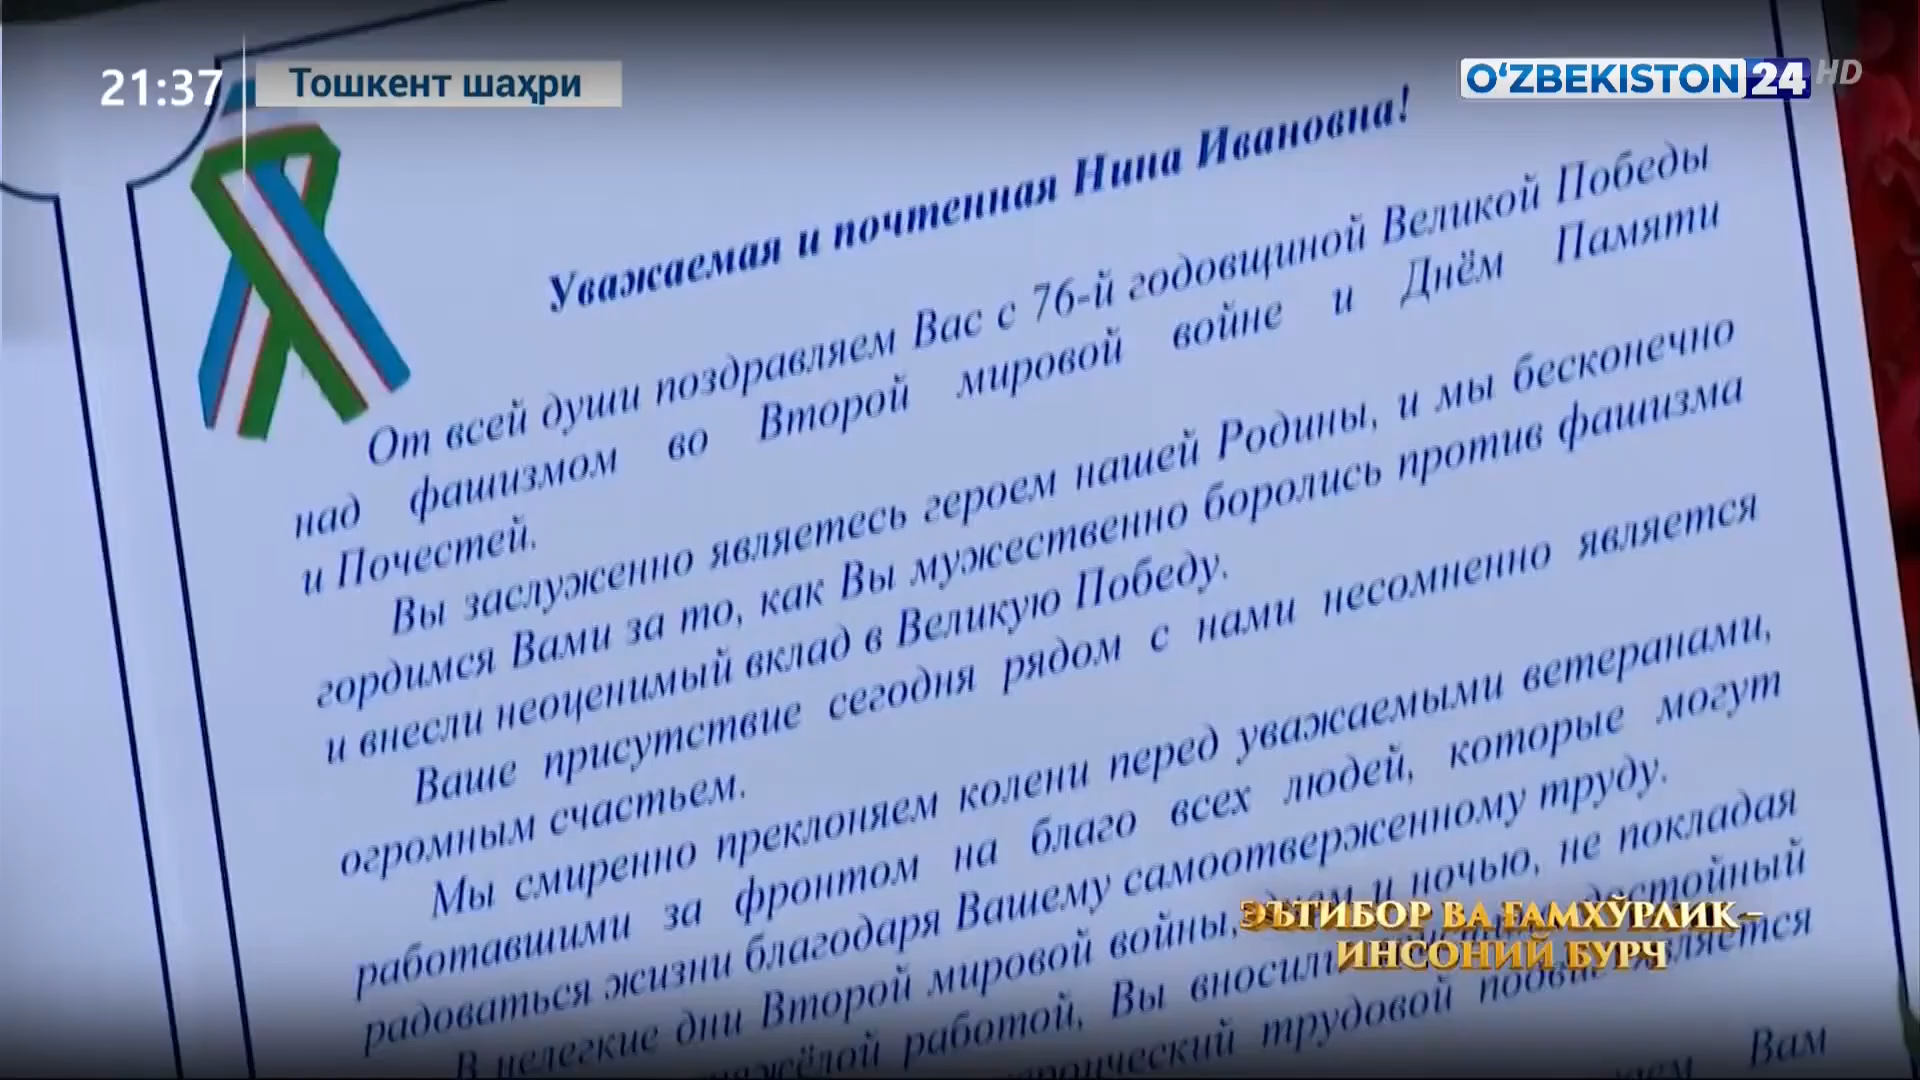 21:37
Тошкент шаҳри
O‘ZBEKISTON 24 HD
Уважаемая и почтенная Нина Ивановна!
От всей души поздравляем Вас с 76-й годовщиной Великой Победы
над фашизмом во Второй мировой войне и Днём Памяти
и Почестей.
Вы заслуженно являетесь героем нашей Родины, и мы бесконечно
гордимся Вами за то, как Вы мужественно боролись против фашизма
и внесли неоценимый вклад в Великую Победу.
Ваше присутствие сегодня рядом с нами несомненно является
огромным счастьем.
Мы смиренно преклоняем колени перед уважаемыми ветеранами,
работавшими за фронтом на благо всех людей, которые могут
радоваться жизни благодаря Вашему самоотверженному труду.
В нелегкие дни Второй мировой войны, днем и ночью, не покладая
работой, Вы вносили достойный
трудовой является
Вам
ЭЪТИБОР ВА ҒАМХЎРЛИК –
ИНСОНИЙ БУРЧ